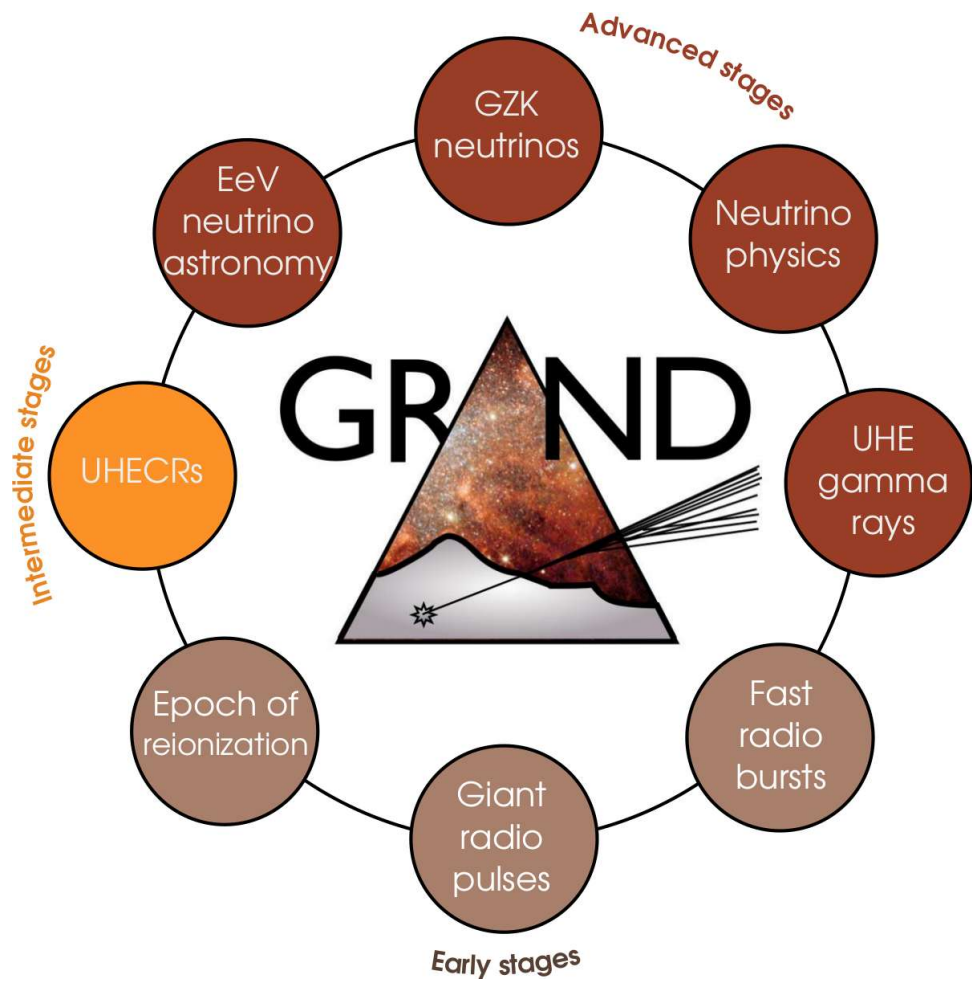 Advanced stages
GZK
neutrinos
EeV
neutrino
astronomy
Neutrino
physics
GRAND
Intermediate stages
UHECRs
UHE
gamma
rays
Epoch of
reionization
Fast
radio
bursts
Giant
radio
pulses
Early stages